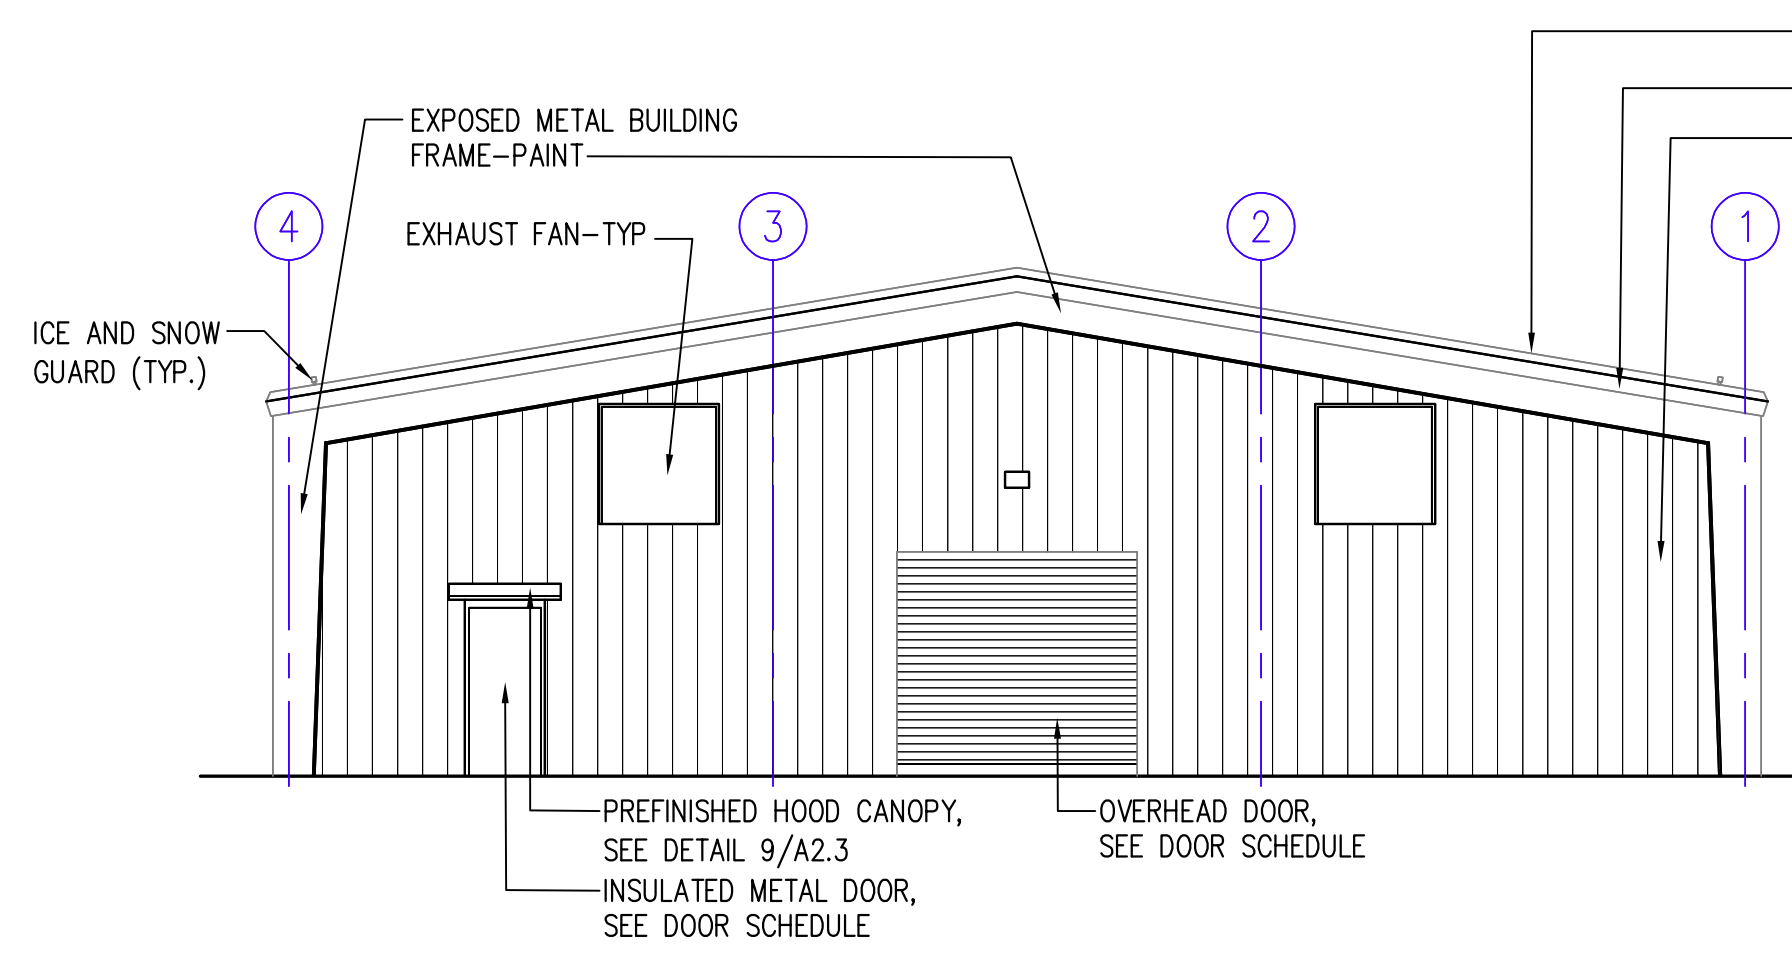 EXPOSED METAL BUILDING
FRAME-PAINT
4
EXHAUST FAN-TYP
3
2
1
ICE AND SNOW
GUARD (TYP.)
PREFINISHED HOOD CANOPY,
SEE DETAIL 9/A2.3
INSULATED METAL DOOR,
SEE DOOR SCHEDULE
OVERHEAD DOOR,
SEE DOOR SCHEDULE